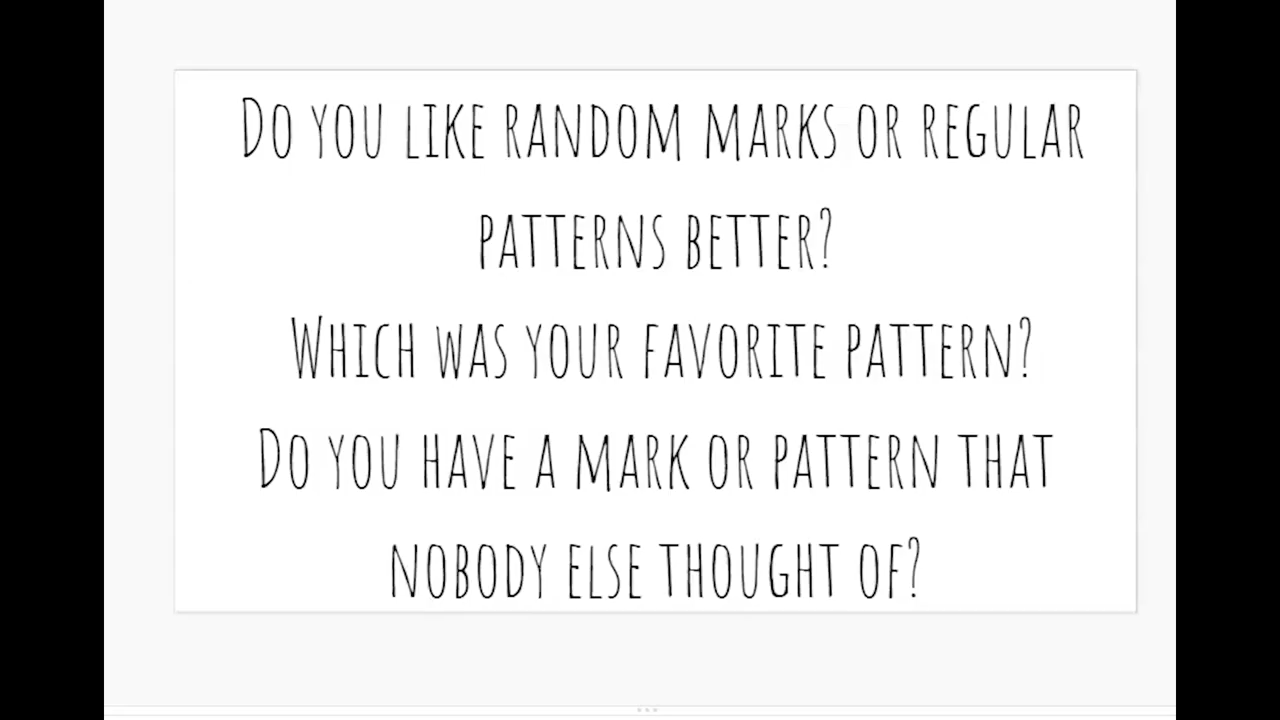 Do you like random marks or regular
patterns better?
Which was your favorite pattern?
Do you have a mark or pattern that
nobody else thought of?